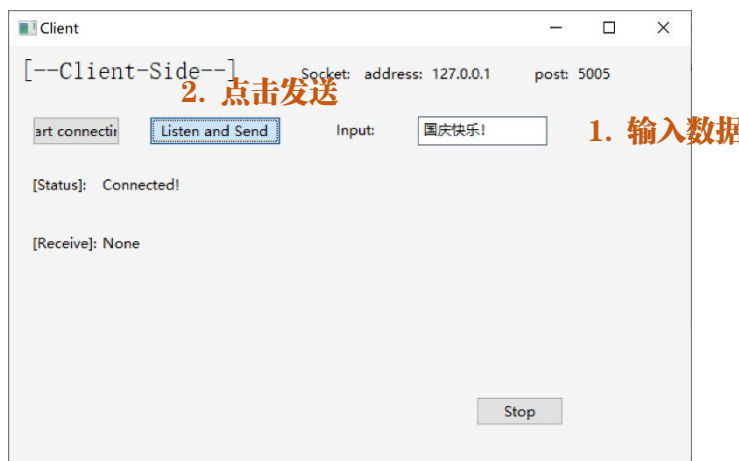 Client
[--Client-Side--] Socket: address: 127.0.0.1 post: 5005
2. 点击发送
art connectin Listen and Send Input: 国庆快乐! 1. 输入数据
[Status]: Connected!
[Receive]: None
Stop